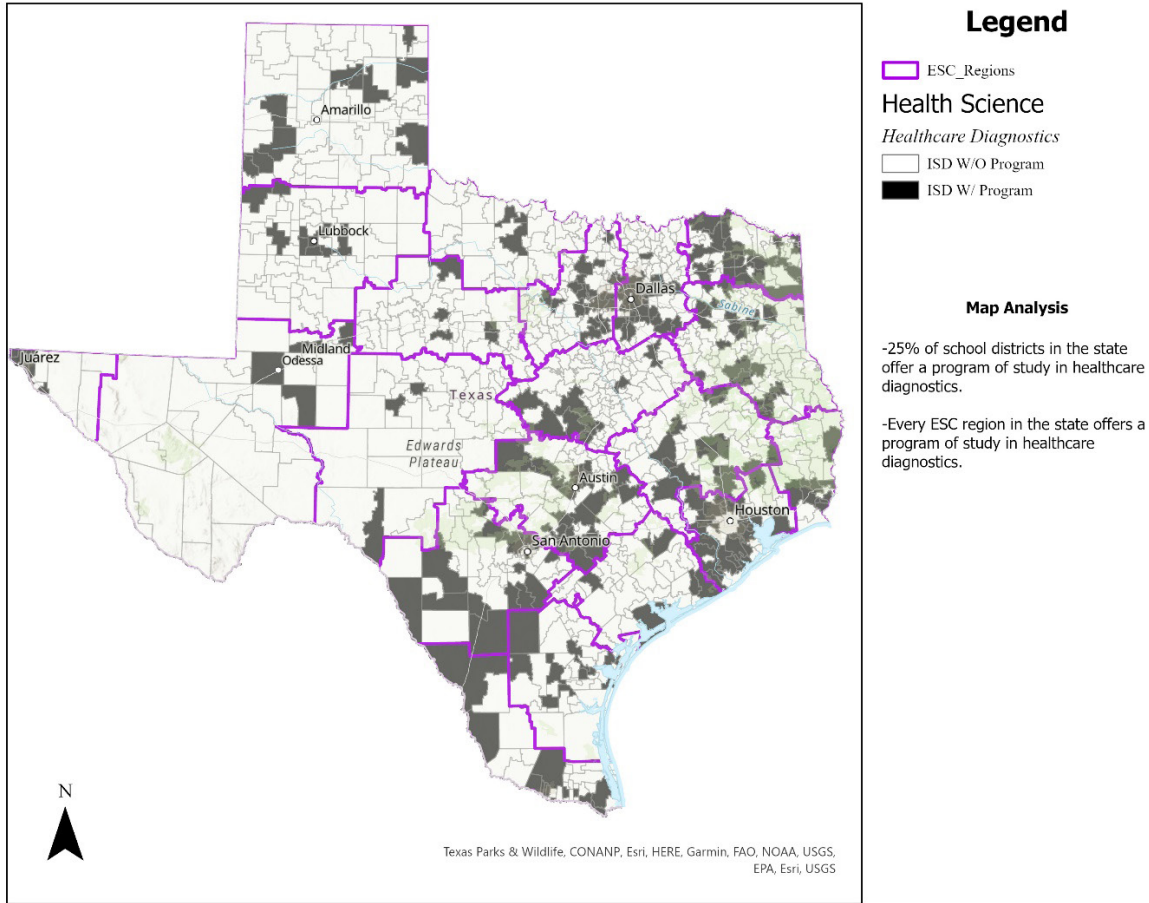 Legend
ESC_Regions
Health Science
Healthcare Diagnostics
ISD W/O Program
ISD W/ Program
Map Analysis
-25% of school districts in the state
offer a program of study in healthcare
diagnostics.
-Every ESC region in the state offers a
program of study in healthcare
diagnostics.
Amarillo
Lubbock
Dallas
Sabine
Juárez
Midland
Odessa
Texas
Edwards
Plateau
Austin
Houston
San Antonio
N
Texas Parks & Wildlife, CONANP, Esri, HERE, Garmin, FAO, NOAA, USGS,
EPA, Esri, USGS